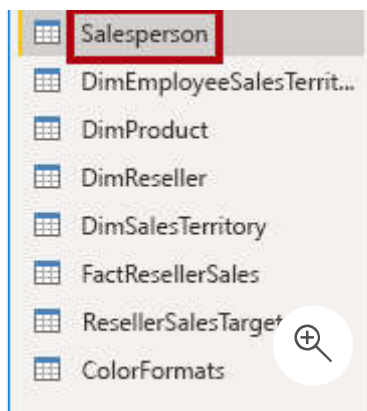 Salesperson
DimEmployeeSalesTerrit...
DimProduct
DimReseller
DimSalesTerritory
FactResellerSales
ResellerSalesTarget
ColorFormats